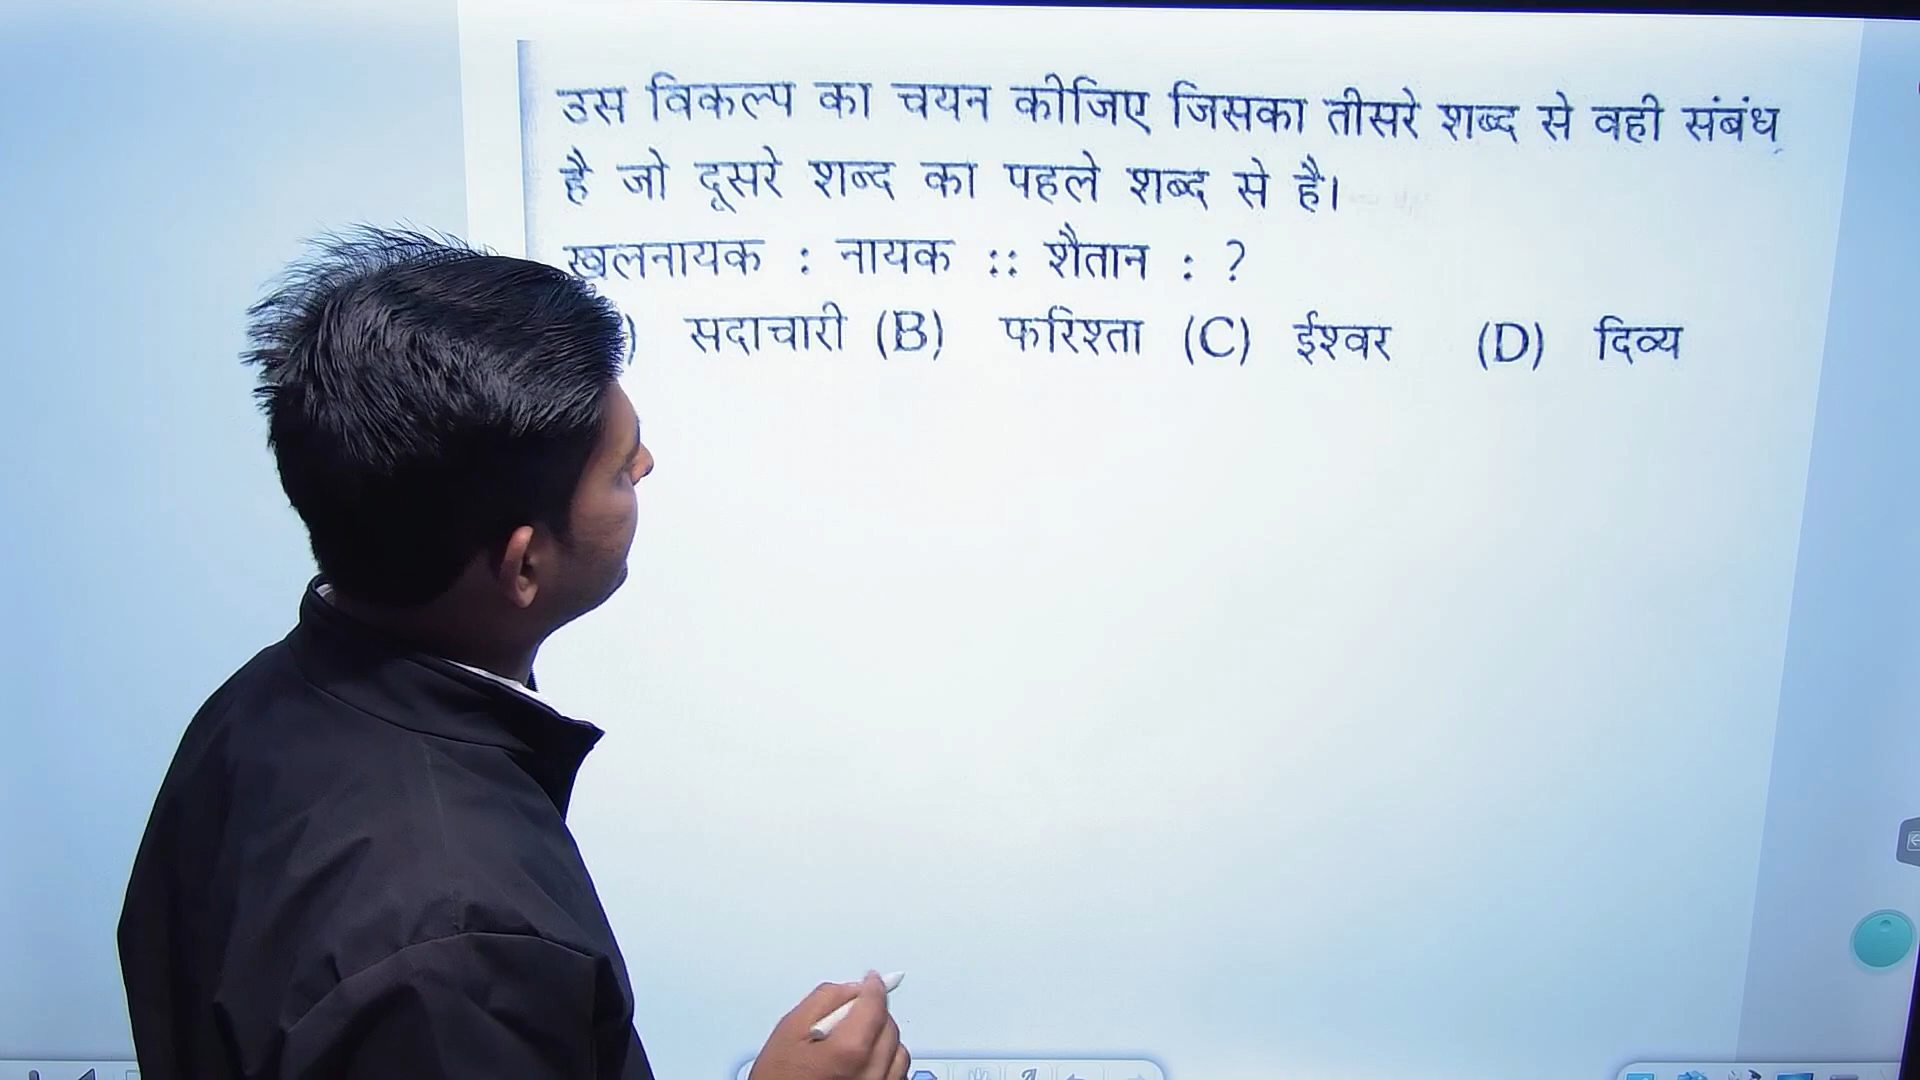 उस विकल्प का चयन कीजिए जिसका तीसरे शब्द से वही संबंध
है जो दूसरे शब्द का पहले शब्द से है।
खलनायक : नायक :: शैतान : ?
) सदाचारी (B) फरिश्ता (C) ईश्वर (D) दिव्य